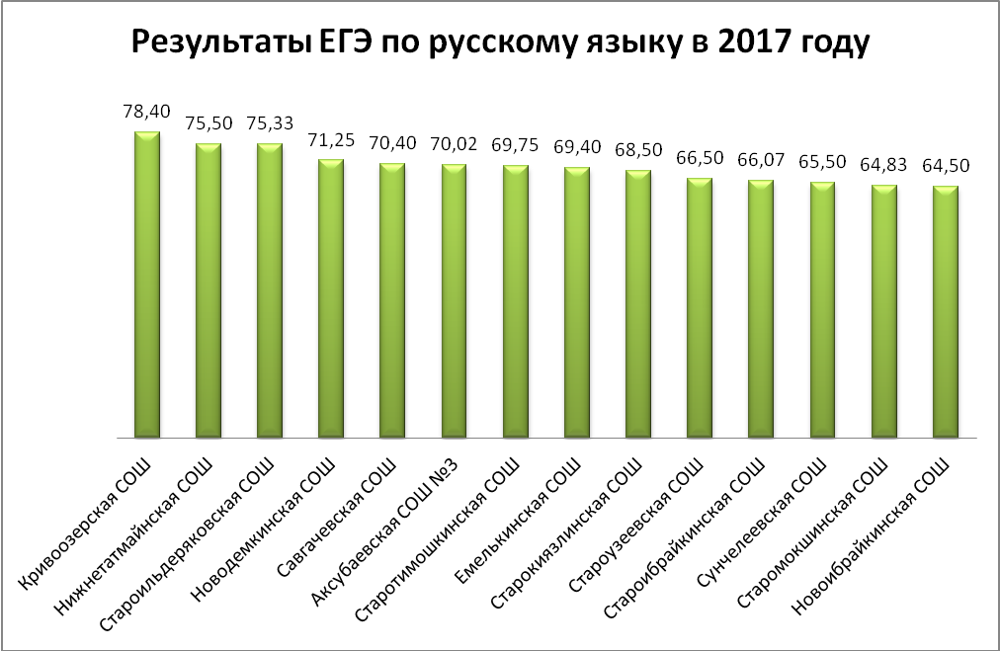 Результаты ЕГЭ по русскому языку в 2017 году
78,40
75,50
75,33
71,25
70,40
70,02
69,75
69,40
68,50
66,50
66,07
65,50
64,83
64,50
Кривоозерская СОШ
Нижнетатмайнская СОШ
Староильдеряковская СОШ
Новодемкинская СОШ
Савгачевская СОШ
Аксубаевская СОШ №3
Старотимошкинская СОШ
Емелькинская СОШ
Старокиязлинская СОШ
Староузеевская СОШ
Староибрайкинская СОШ
Сунчелеевская СОШ
Старомокшинская СОШ
Новоибрайкинская СОШ